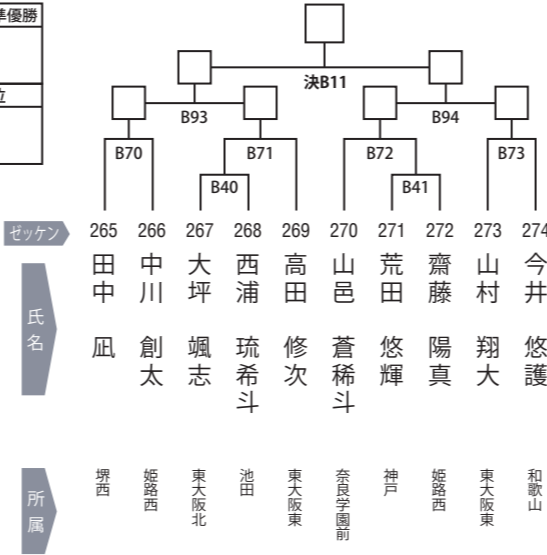 準優勝
位
決B11
B93 B94
B70 B71 B72 B73
B40 B41
ゼッケン 265 266 267 268 269 270 271 272 273 274
氏名 田中 凪 中川 創太 大坪 颯志 西浦 琉希斗 高田 修次 山邑 蒼稀斗 荒田 悠輝 齋藤 陽真 山村 翔大 今井 悠護
所属 堺西 姫路西 東大阪北 池田 東大阪東 奈良学園前 神戸 姫路西 東大阪東 和歌山